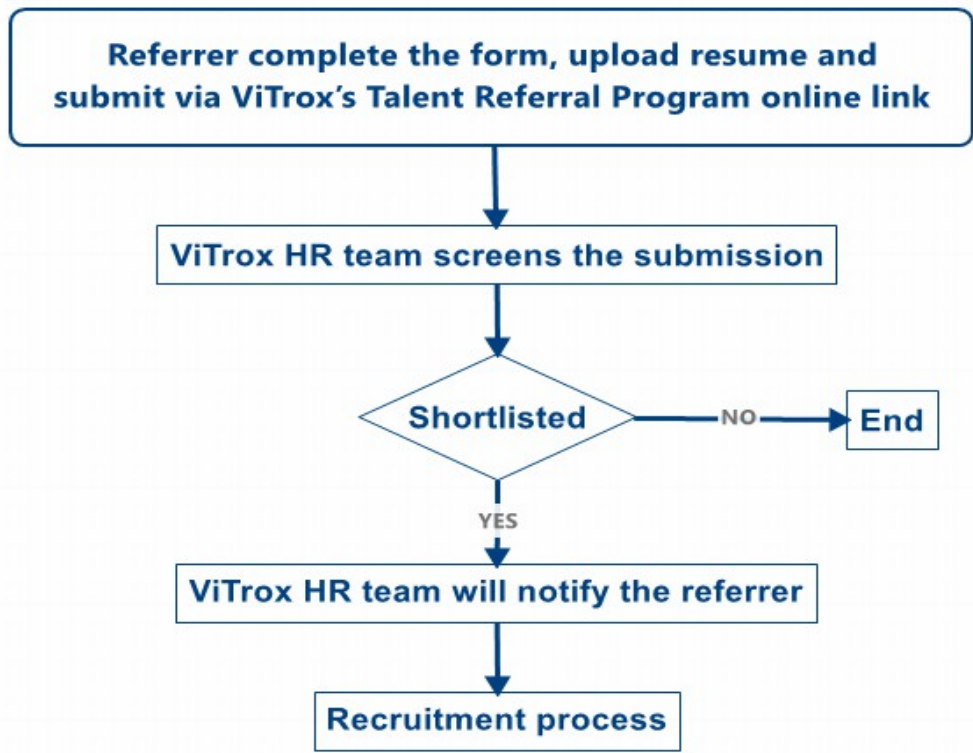 Referrer complete the form, upload resume and
submit via ViTrox’s Talent Referral Program online link
ViTrox HR team screens the submission
Shortlisted
NO
End
YES
ViTrox HR team will notify the referrer
Recruitment process